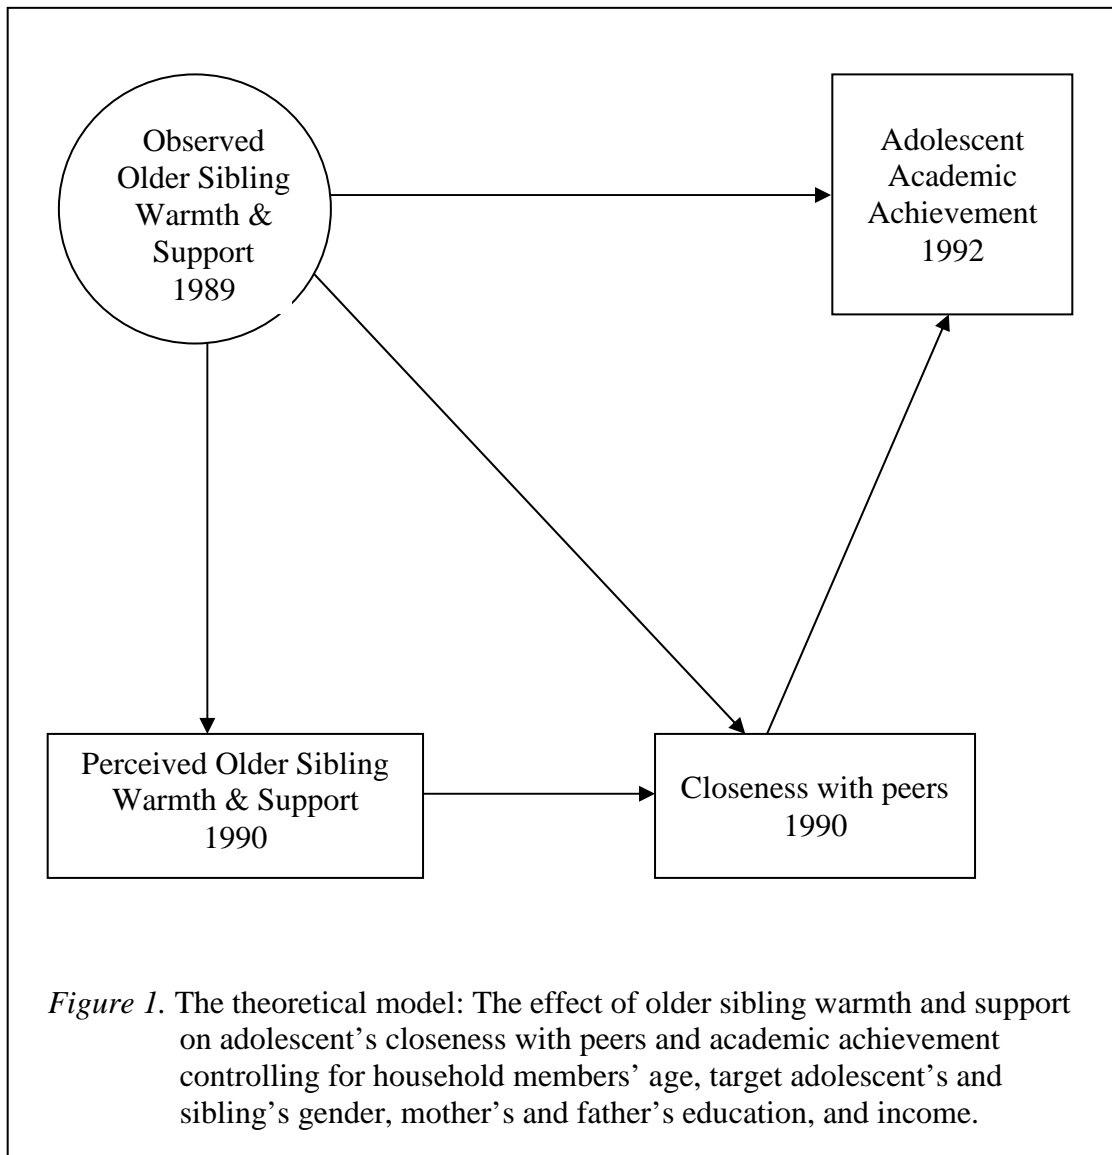 Observed
Older Sibling
Warmth &
Support
1989
Adolescent
Academic
Achievement
1992
Perceived Older Sibling
Warmth & Support
1990
Closeness with peers
1990
Figure 1. The theoretical model: The effect of older sibling warmth and support
on adolescent’s closeness with peers and academic achievement
controlling for household members’ age, target adolescent’s and
sibling’s gender, mother’s and father’s education, and income.